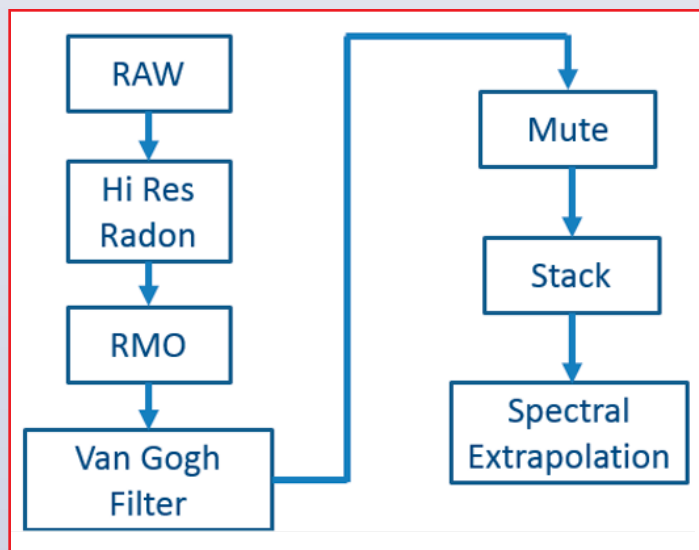 RAW
Hi Res
Radon
RMO
Van Gogh
Filter
Mute
Stack
Spectral
Extrapolation